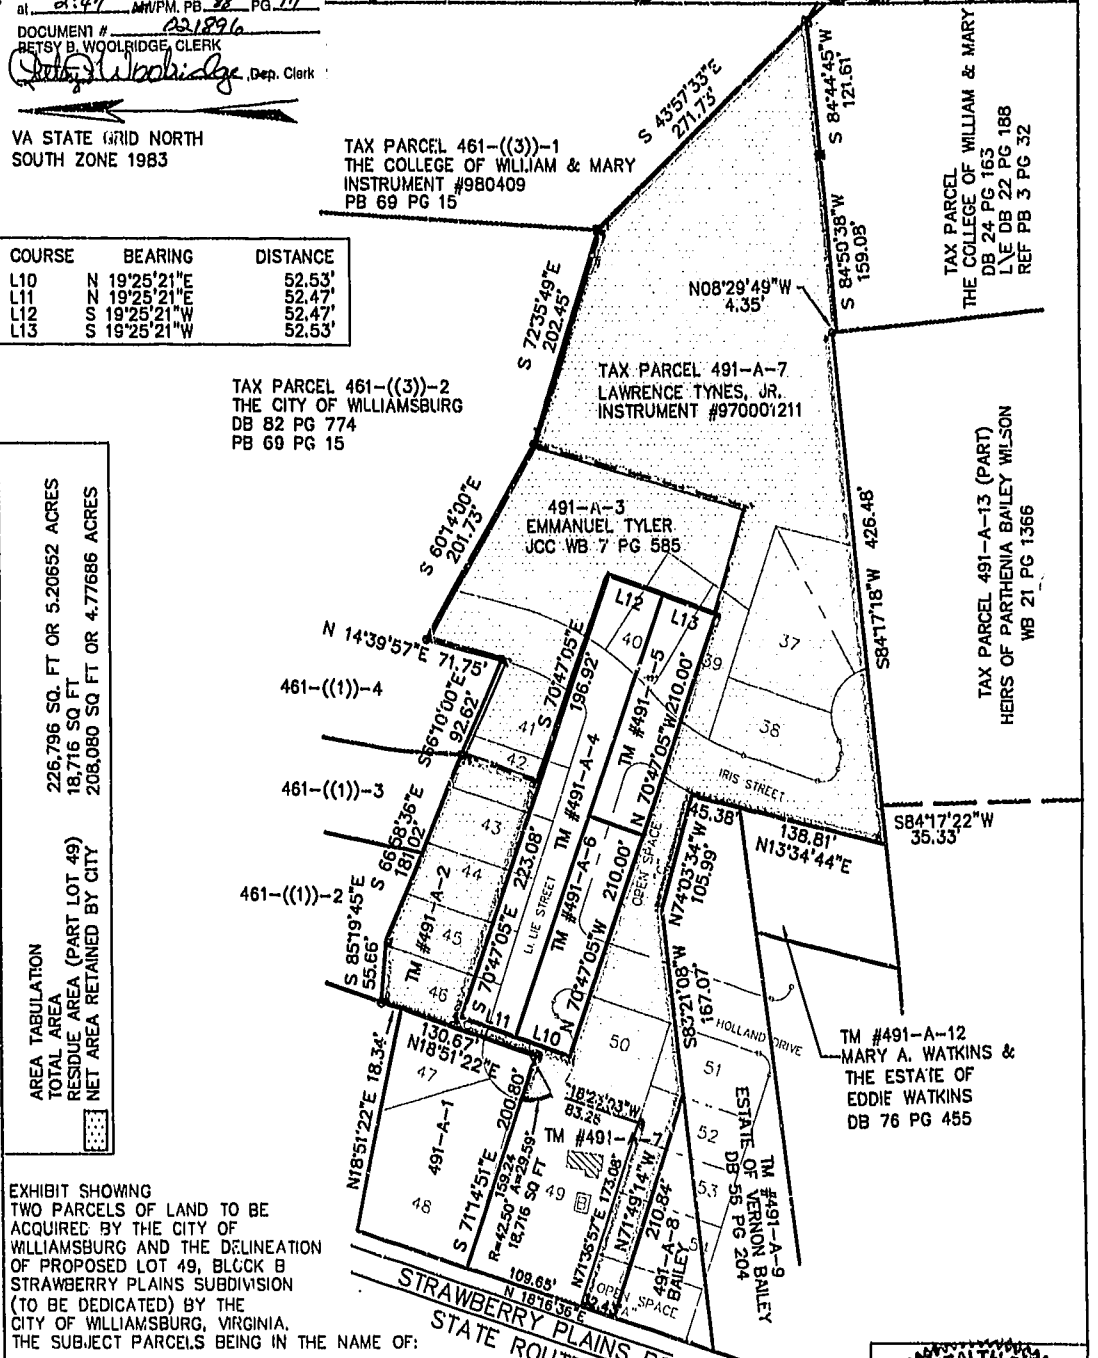 at 2:47 AM/PM. PB PG
DOCUMENT # 021896
BETSY B. WOOLRIDGE, CLERK
Betsy B Woolridge, Dep. Clerk
VA STATE GRID NORTH
SOUTH ZONE 1983
COURSE BEARING DISTANCE
L10 N 19°25'21"E 52.53'
L11 N 19°25'21"E 52.47'
L12 S 19°25'21"W 52.47'
L13 S 19°25'21"W 52.53'
TAX PARCEL 461-((3))-1
THE COLLEGE OF WILLIAM & MARY
INSTRUMENT #980409
PB 69 PG 15
S 43°57'33"E
271.73'
S 84°44'45"W
121.61'
S 84°50'38"W
159.08'
TAX PARCEL
THE COLLEGE OF WILLIAM & MARY
DB 24 PG 163
L\E DB 22 PG 188
REF PB 3 PG 32
N08°29'49"W
4.35'
S 72°35'49"E
202.45'
TAX PARCEL 491-A-7
LAWRENCE TYNES, JR.
INSTRUMENT #970001211
TAX PARCEL 461-((3))-2
THE CITY OF WILLIAMSBURG
DB 82 PG 774
PB 69 PG 15
S 60°14'00"E
201.73'
491-A-3
EMMANUEL TYLER
JCC WB 7 PG 585
S84°17'18"W 426.48'
TAX PARCEL 491-A-13 (PART)
HEIRS OF PARTHENIA BAILEY WILSON
WB 21 PG 1366
AREA TABULATION
TOTAL AREA 226,796 SQ. FT OR 5.20652 ACRES
RESIDUE AREA (PART LOT 49) 18,716 SQ FT
NET AREA RETAINED BY CITY 208,080 SQ FT OR 4.77686 ACRES
N 14°39'57"E 71.75'
461-((1))-4
S66°10'00"E
92.62'
461-((1))-3
S 66°58'36"E
181.02'
461-((1))-2
S 85°19'45"E
55.66'
L12
L13
40
39
37
38
41
42
43
44
45
46
TM #491-A-2
S 70°47'05"E
196.92'
S 70°47'05"E 223.08'
LILLIE STREET
TM #491-A-4
TM #491-A-5
TM #491-A-6
N 70°47'05"W 210.00'
N 70°47'05"W 210.00'
OPEN SPACE
IRIS STREET
45.38'
138.81'
N13°34'44"E
S84°17'22"W
35.33'
N74°03'34"W
105.99'
S83°21'08"W
167.07'
L11
L10
130.67'
N18°51'22"E
N18°51'22"E 18.34'
47
491-A-1
48
S 71°14'51"E 200.80'
159.24
R=42.50' A=29.59'
18,716 SQ FT
18°23'03"W
83.26
TM #491-A-7
49
B
N71°36'57"E 173.08'
N71°49'14"W
210.84'
491-A-8
BAILEY
50
51
52
53
HOLLAND DRIVE
TM #491-A-12
MARY A. WATKINS &
THE ESTATE OF
EDDIE WATKINS
DB 76 PG 455
TM #491-A-9
ESTATE OF VERNON BAILEY
DB 55 PG 204
OPEN SPACE
"A"
109.65'
N 18°16'36"E
STRAWBERRY PLAINS
STATE ROUT
EXHIBIT SHOWING
TWO PARCELS OF LAND TO BE
ACQUIRED BY THE CITY OF
WILLIAMSBURG AND THE DELINEATION
OF PROPOSED LOT 49, BLOCK B
STRAWBERRY PLAINS SUBDIVISION
(TO BE DEDICATED) BY THE
CITY OF WILLIAMSBURG, VIRGINIA.
THE SUBJECT PARCELS BEING IN THE NAME OF: